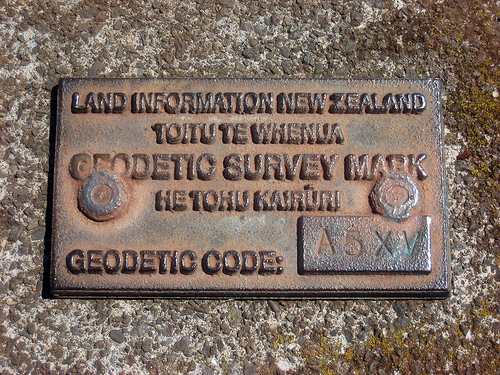 LAND INFORMATION NEW ZEALAND
TOITU TE WHENUA
GEODETIC SURVEY MARK
HE TOHU KAIRŪRI
GEODETIC CODE: A5XV